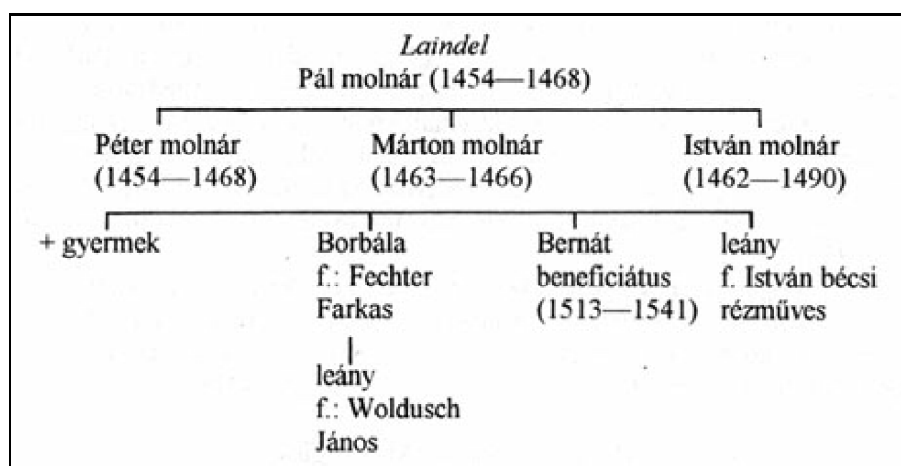 Laindel
Pál molnár (1454—1468)
Péter molnár
(1454—1468)
Márton molnár
(1463—1466)
István molnár
(1462—1490)
+ gyermek
Borbála
f.: Fechter
Farkas
Bernát
beneficiátus
(1513—1541)
leány
f. István bécsi
rézműves
leány
f.: Woldusch
János